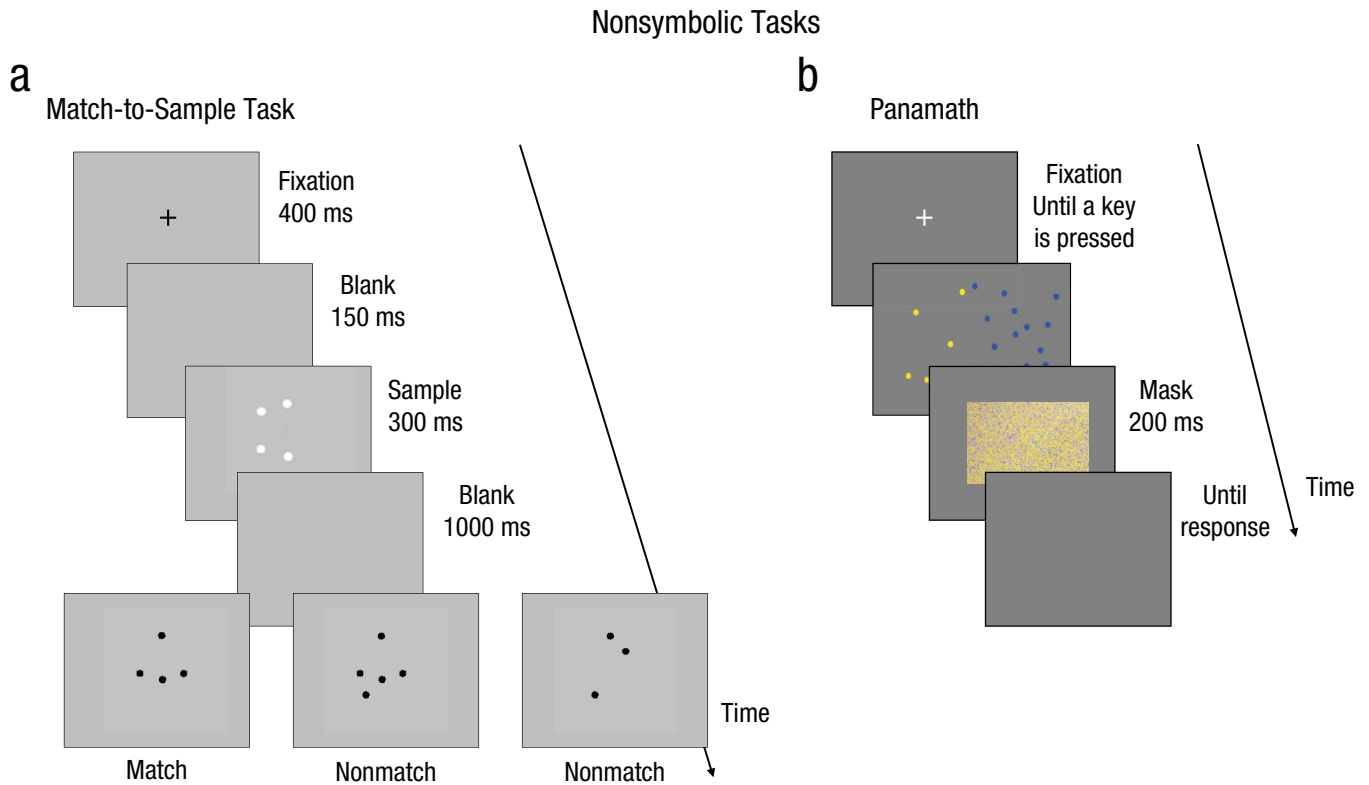 Nonsymbolic Tasks
a
Match-to-Sample Task
Fixation
400 ms
Blank
150 ms
Sample
300 ms
Blank
1000 ms
Match
Nonmatch
Nonmatch
Time
b
Panamath
Fixation
Until a key
is pressed
Mask
200 ms
Until
response
Time